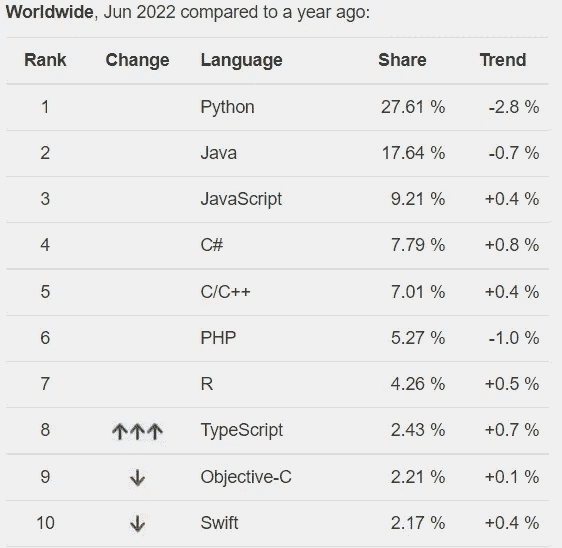 Worldwide, Jun 2022 compared to a year ago:
Rank Change Language Share Trend
1 Python 27.61 % -2.8 %
2 Java 17.64 % -0.7 %
3 JavaScript 9.21 % +0.4 %
4 C# 7.79 % +0.8 %
5 C/C++ 7.01 % +0.4 %
6 PHP 5.27 % -1.0 %
7 R 4.26 % +0.5 %
8 ↑↑↑ TypeScript 2.43 % +0.7 %
9 ↓ Objective-C 2.21 % +0.1 %
10 ↓ Swift 2.17 % +0.4 %